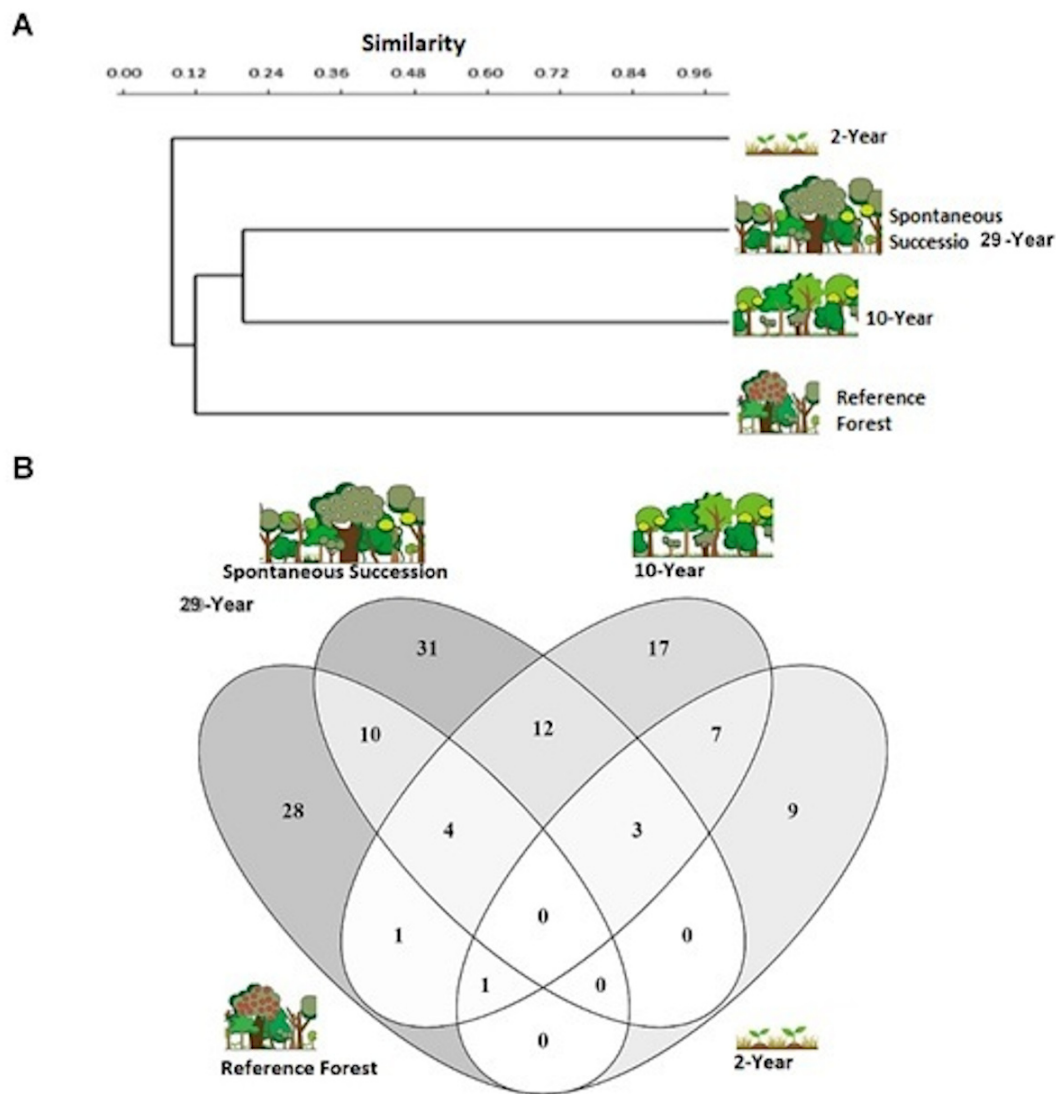 A
Similarity
0.00 0.12 0.24 0.36 0.48 0.60 0.72 0.84 0.96
2-Year
Spontaneous
Successio 29-Year
10-Year
Reference
Forest
B
Spontaneous Succession
29-Year
10-Year
31
17
10
12
7
28
9
4
3
0
1
0
1
0
0
Reference Forest
2-Year